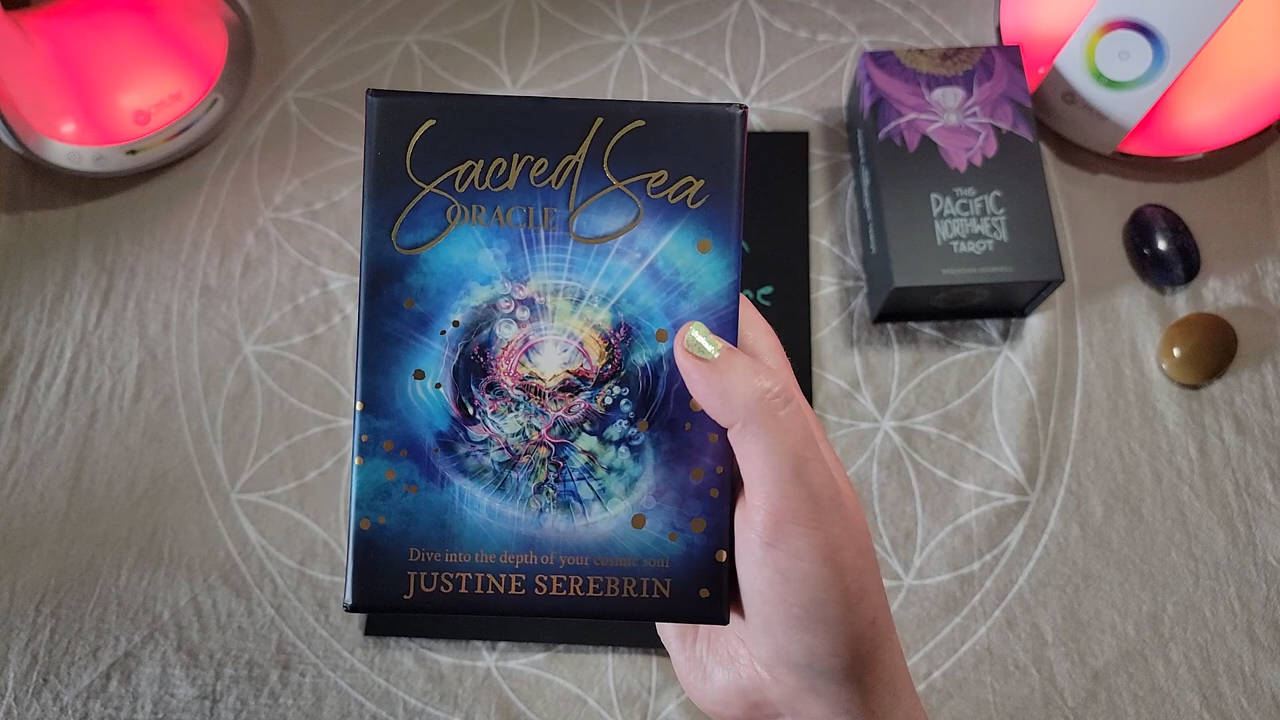 Sacred Sea
ORACLE
Dive into the depth of your cosmic soul
JUSTINE SEREBRIN
THE
PACIFIC
NORTHWEST
TAROT